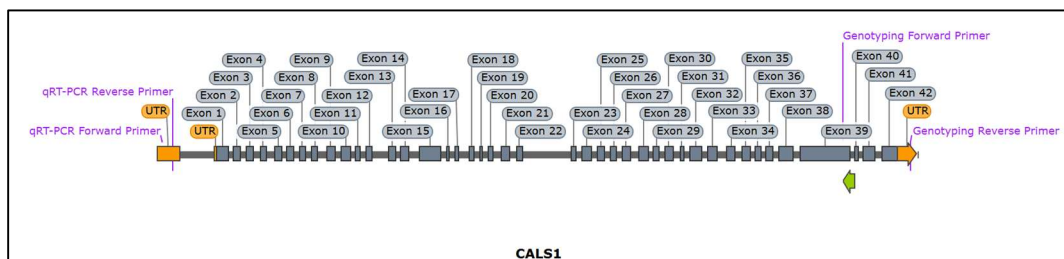 Genotyping Forward Primer
Exon 4 Exon 9 Exon 14 Exon 18 Exon 25 Exon 30 Exon 35 Exon 40
Exon 3 Exon 8 Exon 13 Exon 19 Exon 26 Exon 31 Exon 36 Exon 41
qRT-PCR Reverse Primer Exon 2 Exon 7 Exon 12 Exon 17 Exon 20 Exon 27 Exon 32 Exon 37 Exon 42
UTR Exon 1 Exon 6 Exon 11 Exon 16 Exon 21 Exon 23 Exon 28 Exon 33 Exon 38 UTR
qRT-PCR Forward Primer UTR Exon 5 Exon 10 Exon 15 Exon 22 Exon 24 Exon 29 Exon 34 Exon 39 Genotyping Reverse Primer
CALS1